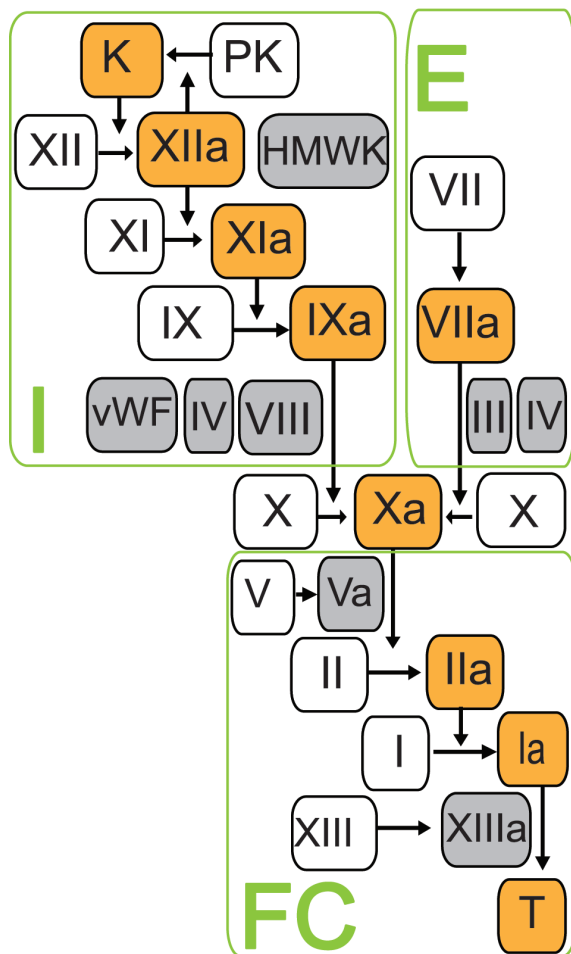 K PK
E
XII XIIa HMWK
VII
XI XIa
IX IXa VIIa
I vWF IV VIII III IV
X Xa X
V Va
II IIa
I Ia
XIII XIIIa
FC T